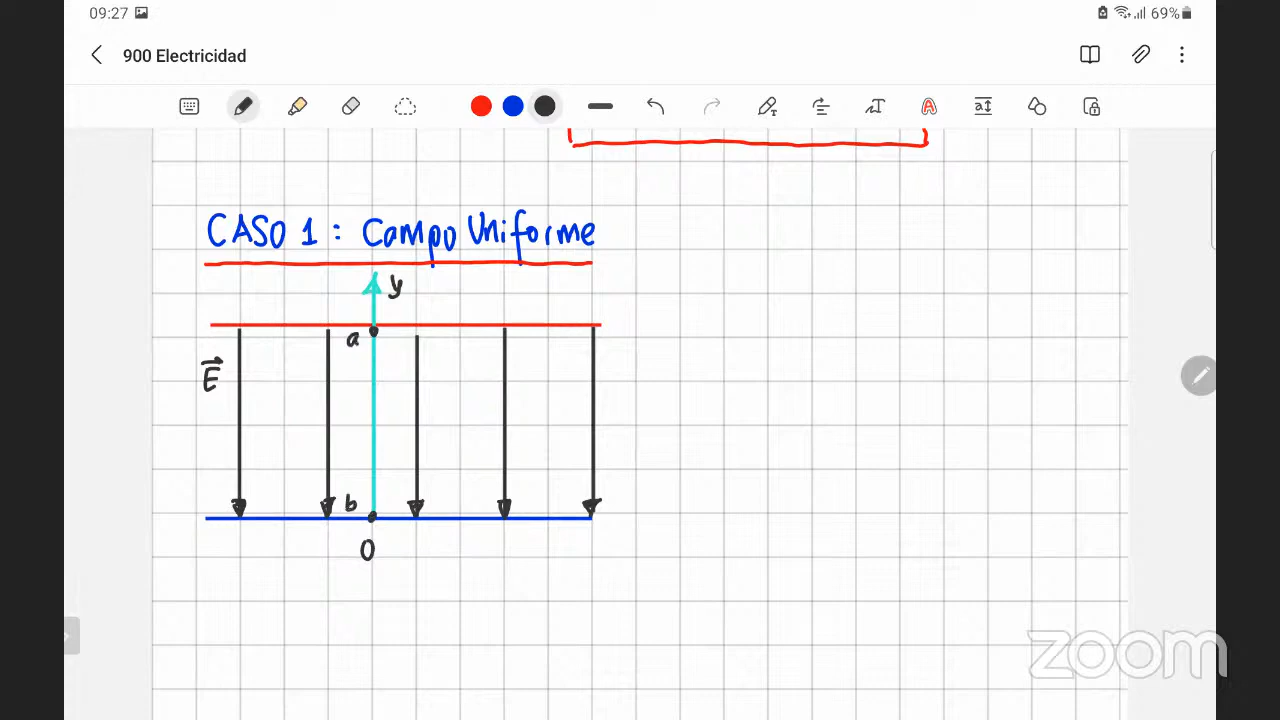 09:27 69%
900 Electricidad
A a
CASO 1 : Campo Uniforme
y
a
E
b
0
zoom